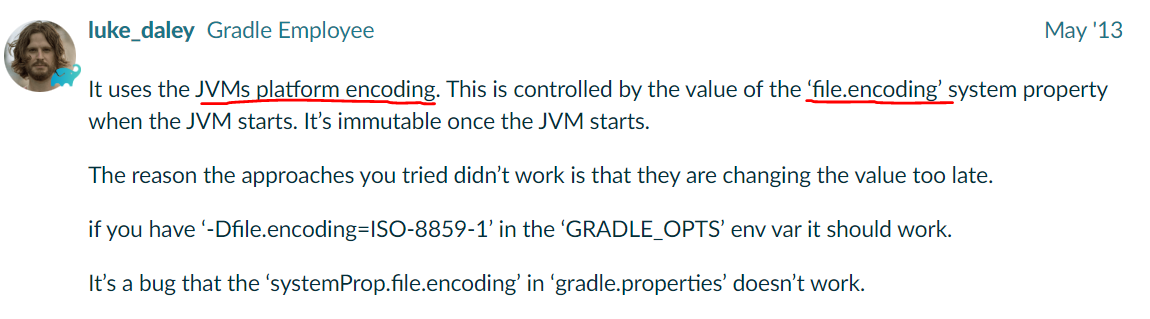 luke_daley Gradle Employee May '13
It uses the JVMs platform encoding. This is controlled by the value of the ‘file.encoding’ system property
when the JVM starts. It’s immutable once the JVM starts.
The reason the approaches you tried didn’t work is that they are changing the value too late.
if you have ‘-Dfile.encoding=ISO-8859-1’ in the ‘GRADLE_OPTS’ env var it should work.
It’s a bug that the ‘systemProp.file.encoding’ in ‘gradle.properties’ doesn’t work.